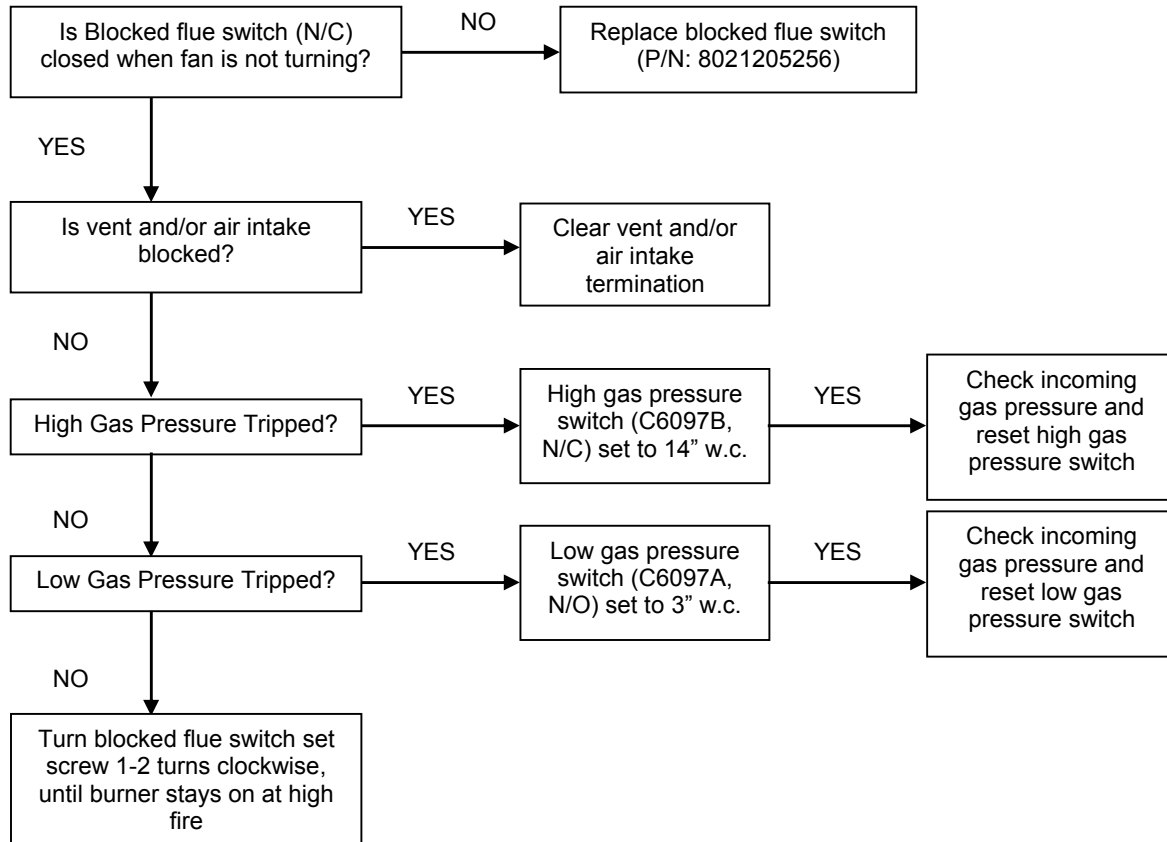 Is Blocked flue switch (N/C)
closed when fan is not turning?
NO
Replace blocked flue switch
(P/N: 8021205256)
YES
Is vent and/or air intake
blocked?
YES
Clear vent and/or
air intake
termination
NO
High Gas Pressure Tripped?
YES
High gas pressure
switch (C6097B,
N/C) set to 14” w.c.
YES
Check incoming
gas pressure and
reset high gas
pressure switch
NO
Low Gas Pressure Tripped?
YES
Low gas pressure
switch (C6097A,
N/O) set to 3” w.c.
YES
Check incoming
gas pressure and
reset low gas
pressure switch
NO
Turn blocked flue switch set
screw 1-2 turns clockwise,
until burner stays on at high
fire